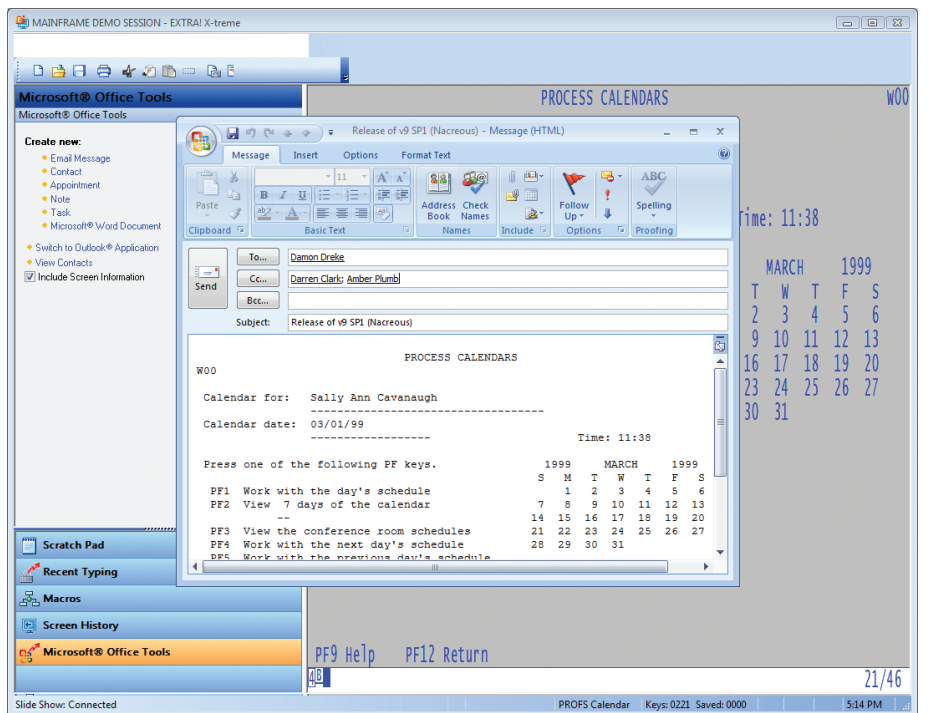 MAINFRAME DEMO SESSION - EXTRA! X-treme
Microsoft® Office Tools
Microsoft® Office Tools
Create new:
Email Message
Contact
Appointment
Note
Task
Microsoft® Word Document
Switch to Outlook® Application
View Contacts
Include Screen Information
Scratch Pad
Recent Typing
Macros
Screen History
Microsoft® Office Tools
PROCESS CALENDARS W00
Time: 11:38
MARCH 1999
T W T F S
2 3 4 5 6
9 10 11 12 13
16 17 18 19 20
23 24 25 26 27
30 31
Release of v9 SP1 (Nacreous) - Message (HTML)
Message Insert Options Format Text
Paste
11
B I U
Address Book
Check Names
Follow Up
ABC
Spelling
Clipboard Basic Text Names Include Options Proofing
Send
To... Damon Dreke
Cc... Darren Clark; Amber Plumb
Bcc...
Subject: Release of v9 SP1 (Nacreous)
PROCESS CALENDARS
W00
Calendar for: Sally Ann Cavanaugh
----------------------------------
Calendar date: 03/01/99
------------------ Time: 11:38
Press one of the following PF keys. 1999 MARCH 1999
S M T W T F S
PF1 Work with the day's schedule 1 2 3 4 5 6
PF2 View 7 days of the calendar 7 8 9 10 11 12 13
-- 14 15 16 17 18 19 20
PF3 View the conference room schedules 21 22 23 24 25 26 27
PF4 Work with the next day's schedule 28 29 30 31
PF5 Work with the previous day's schedule
PF9 Help PF12 Return
4B 21/46
Slide Show: Connected PROFS Calendar Keys: 0221 Saved: 0000 5:14 PM